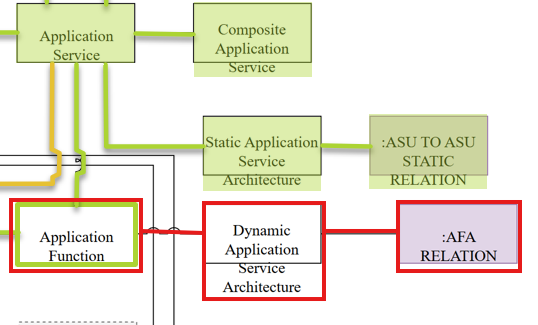 Application
Service
Composite
Application
Service
Static Application
Service
Architecture
:ASU TO ASU
STATIC
RELATION
Application
Function
Dynamic
Application
Service
Architecture
:AFA
RELATION